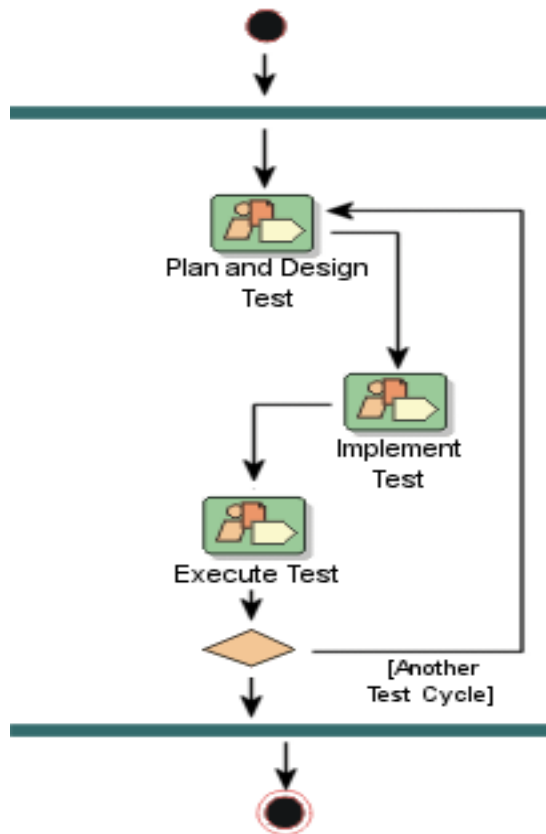 Plan and Design
Test
Implement
Test
Execute Test
[Another
Test Cycle]